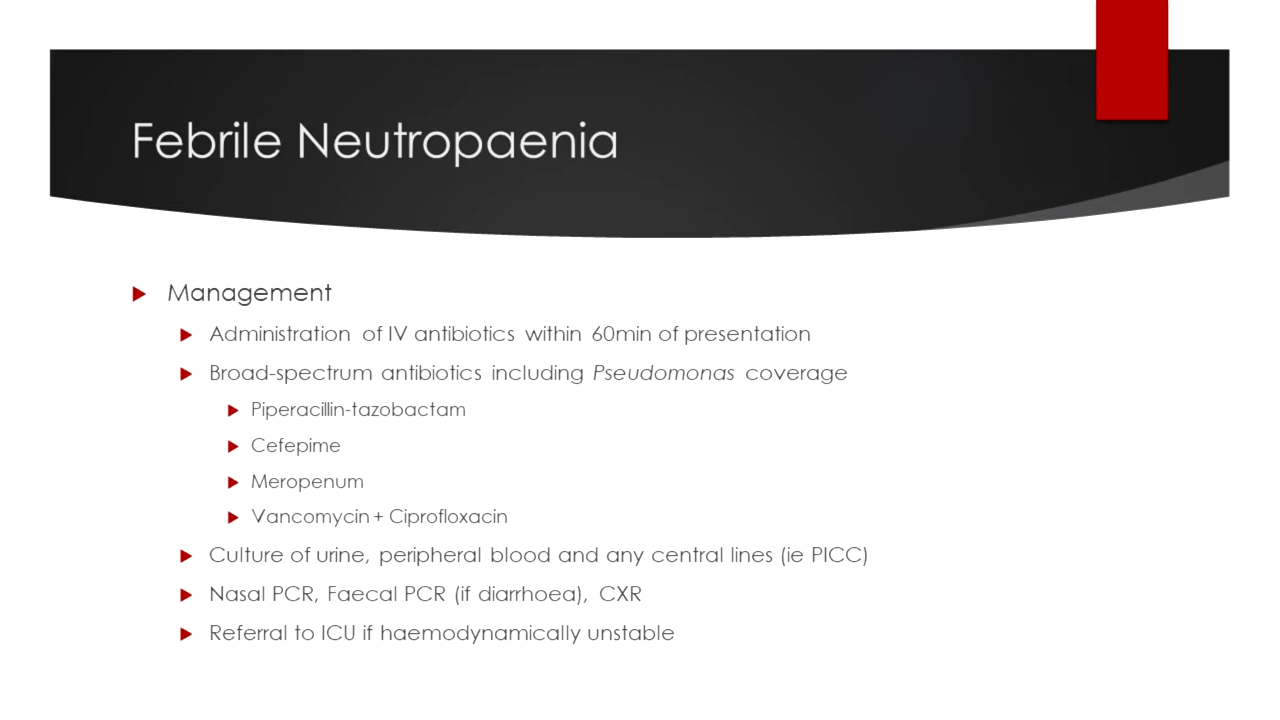 Febrile Neutropaenia
Management
Administration of IV antibiotics within 60min of presentation
Broad-spectrum antibiotics including Pseudomonas coverage
Piperacillin-tazobactam
Cefepime
Meropenum
Vancomycin + Ciprofloxacin
Culture of urine, peripheral blood and any central lines (ie PICC)
Nasal PCR, Faecal PCR (if diarrhoea), CXR
Referral to ICU if haemodynamically unstable